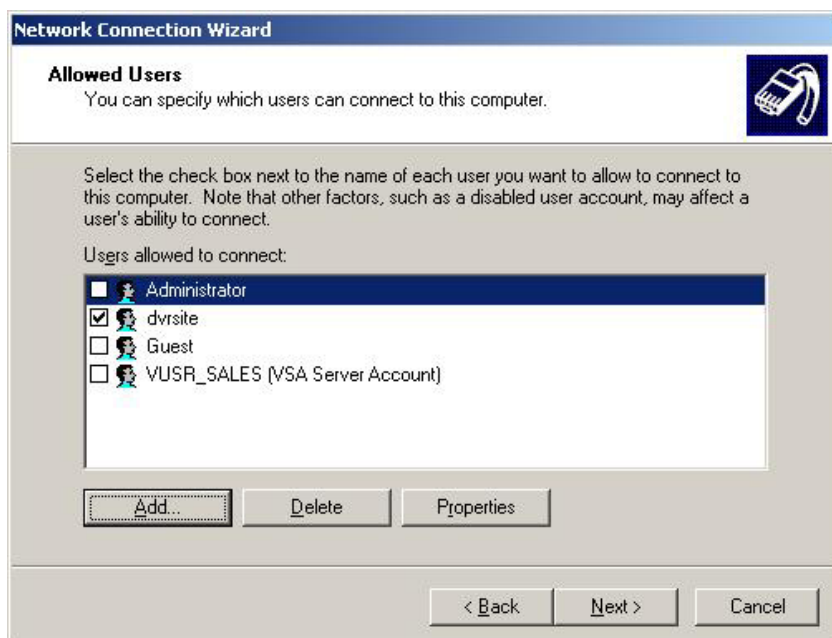 Network Connection Wizard
Allowed Users
You can specify which users can connect to this computer.
Select the check box next to the name of each user you want to allow to connect to
this computer. Note that other factors, such as a disabled user account, may affect a
user's ability to connect.
Users allowed to connect:
Administrator
dvrsite
Guest
VUSR_SALES (VSA Server Account)
Add... Delete Properties
< Back Next > Cancel